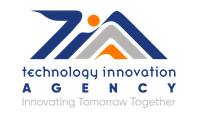 technology innovation
AGENCY
Innovating Tomorrow Together